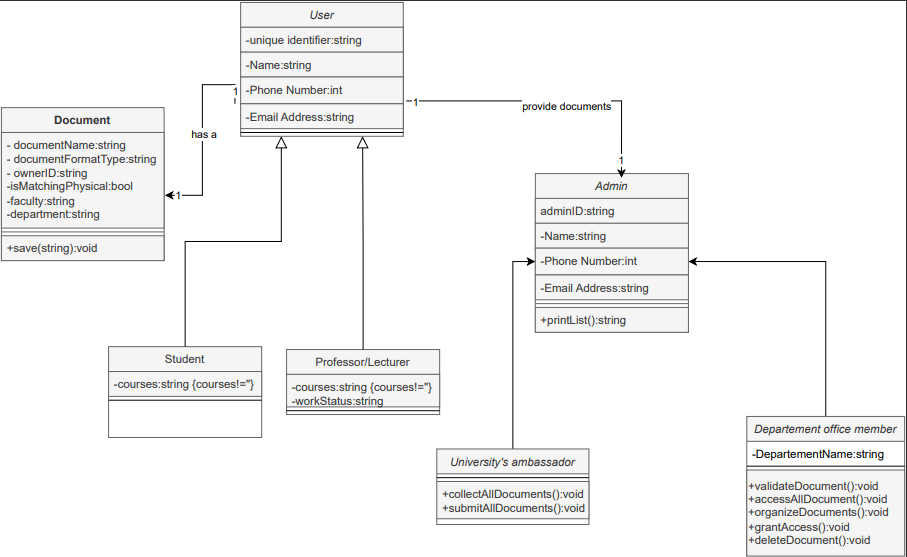 User
-unique identifier:string
-Name:string
-Phone Number:int
-Email Address:string
1
has a
1
1
provide documents
1
Document
- documentName:string
- documentFormatType:string
- ownerID:string
-isMatchingPhysical:bool
-faculty:string
-department:string
+save(string):void
Admin
adminID:string
-Name:string
-Phone Number:int
-Email Address:string
+printList():string
Student
-courses:string {courses!=''}
Professor/Lecturer
-courses:string {courses!=''}
-workStatus:string
University's ambassador
+collectAllDocuments():void
+submitAllDocuments():void
Departement office member
-DepartementName:string
+validateDocument():void
+accessAllDocument():void
+organizeDocuments():void
+grantAccess():void
+deleteDocument():void